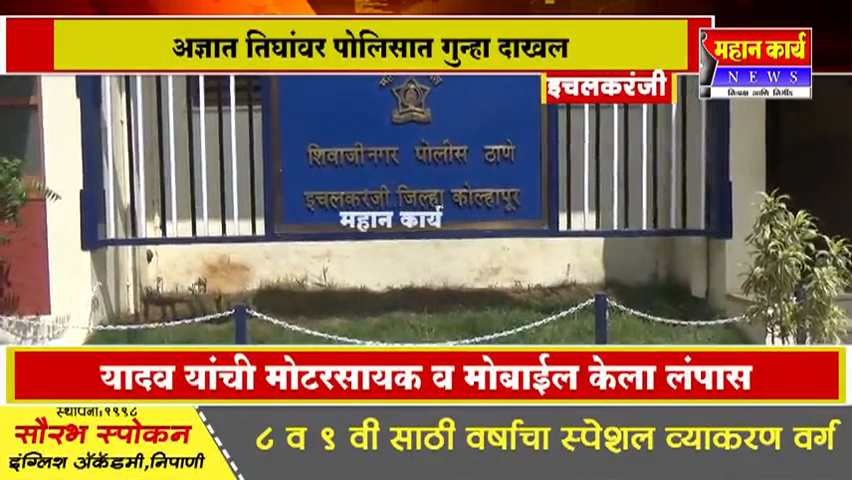 अज्ञात तिघांवर पोलिसात गुन्हा दाखल
महान कार्य
NEWS
इचलकरंजी
शिवाजीनगर पोलीस ठाणे
इचलकरंजी जिल्हा कोल्हापूर
महान कार्य
यादव यांची मोटरसायक व मोबाईल केला लंपास
स्थापना:१९९८
सौरभ स्पोकन
इंग्लिश ॲकॅडमी,निपाणी
८ व ९ वी साठी वर्षाचा स्पेशल व्याकरण वर्ग